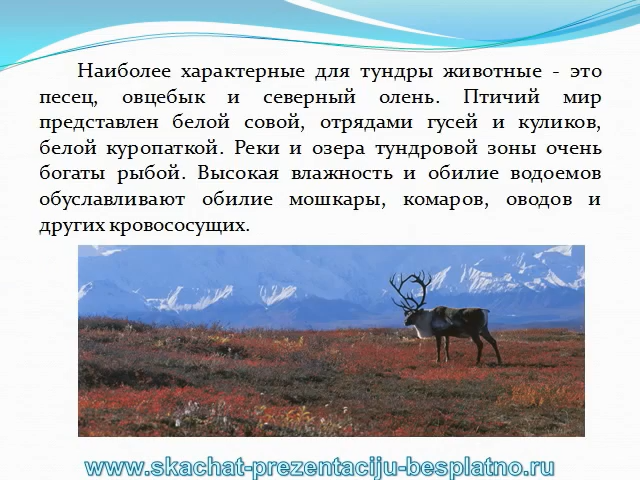 Наиболее характерные для тундры животные - это
песец, овцебык и северный олень. Птичий мир
представлен белой совой, отрядами гусей и куликов,
белой куропаткой. Реки и озера тундровой зоны очень
богаты рыбой. Высокая влажность и обилие водоемов
обуславливают обилие мошкары, комаров, оводов и
других кровососущих.
www.skachat-prezentaciju-besplatno.ru